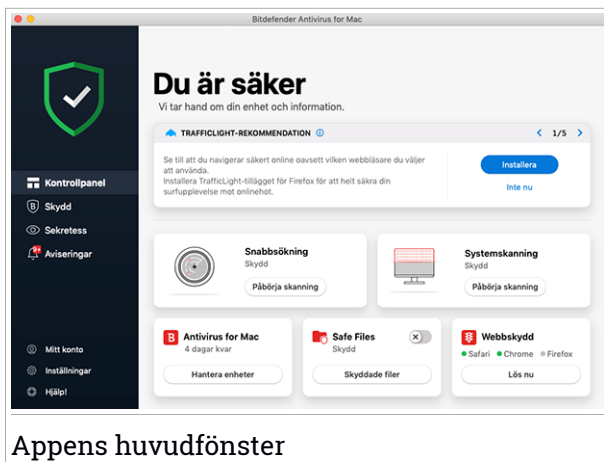 Bitdefender Antivirus for Mac
Du är säker
Vi tar hand om din enhet och information.
TRAFFICLIGHT-REKOMMENDATION
1/5
Se till att du navigerar säkert online oavsett vilken webbläsare du väljer
att använda.
Installera TrafficLight-tillägget för Firefox för att helt säkra din
surfupplevelse mot onlinehot.
Installera
Inte nu
Kontrollpanel
B Skydd
Sekretess
9+ Aviseringar
Mitt konto
Inställningar
Hjälp!
Snabbsökning
Skydd
Påbörja skanning
Systemskanning
Skydd
Påbörja skanning
B Antivirus for Mac
4 dagar kvar
Hantera enheter
Safe Files
Skydd
Skyddade filer
Webbskydd
Safari Chrome Firefox
Lös nu
Appens huvudfönster